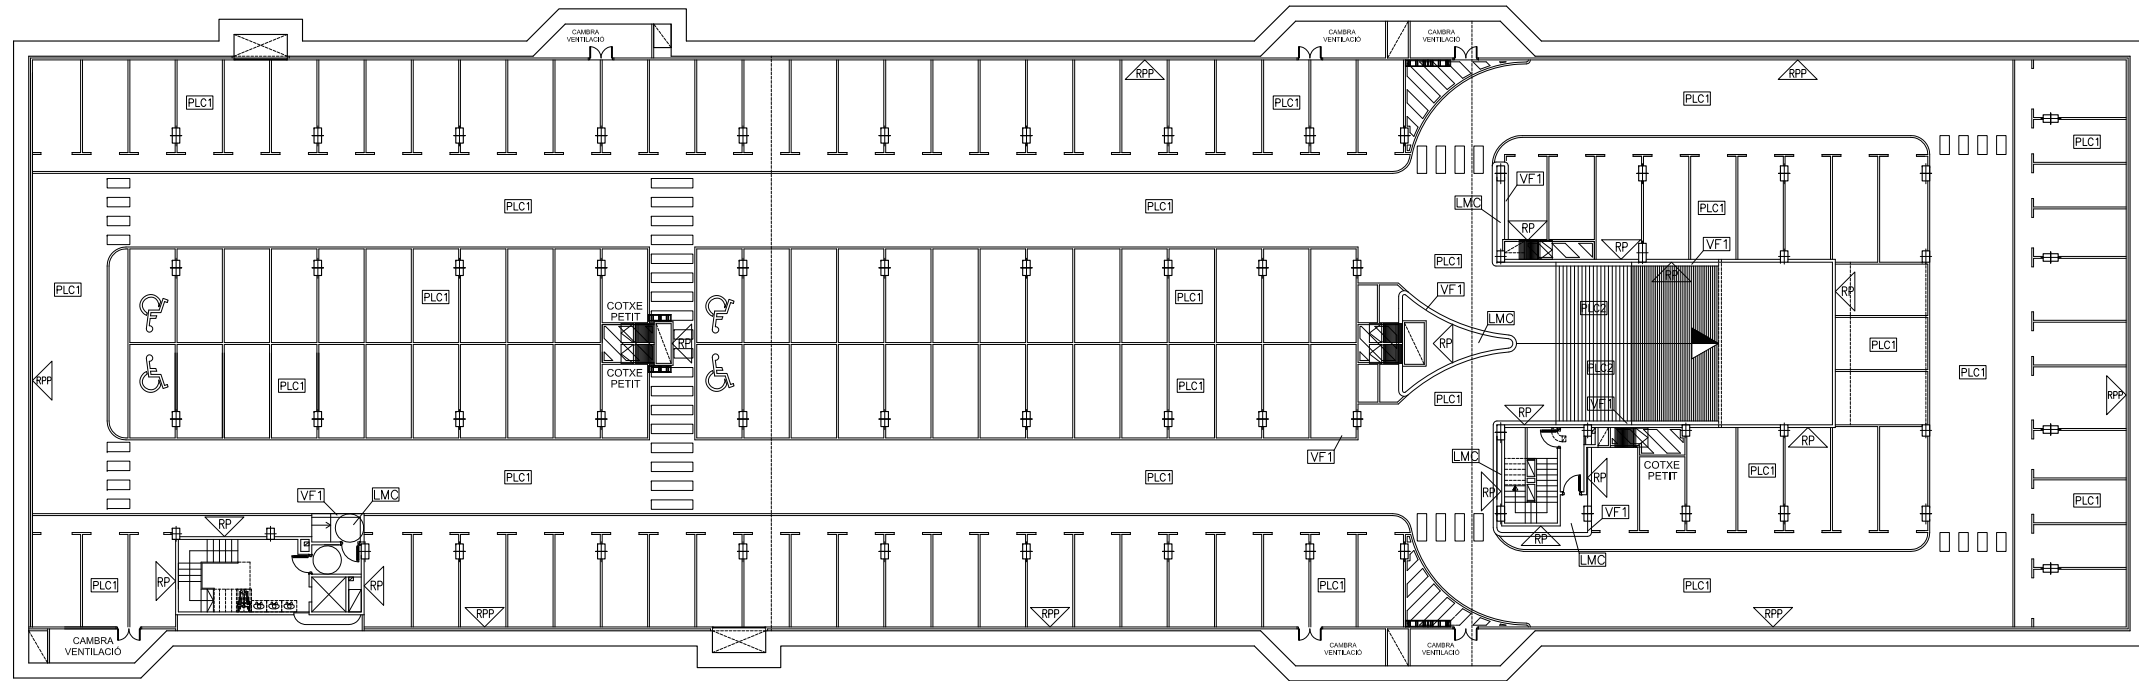 CAMBRA
VENTILACIÓ
CAMBRA
VENTILACIÓ
CAMBRA
VENTILACIÓ
RPP
RPP
PLC1
PLC1
PLC1
PLC1
VF1
LMC
PLC1
PLC1
PLC1
RP
RP
VF1
PLC1
PLC1
RP
PLC1
PLC1
PLC1
RP
COTXE
PETIT
PLC2
VF1
LMC
RP
RP
PLC1
PLC2
COTXE
PETIT
PLC1
RPP
PLC1
PLC1
PLC1
RPP
VF1
RP
RP
VF1
LMC
PLC1
PLC1
COTXE
PETIT
PLC1
RP
RP
VF1
LMC
PLC1
RP
VF1
RP
LMC
RP
PLC1
RP
PLC1
PLC1
RPP
RPP
RPP
CAMBRA
VENTILACIÓ
CAMBRA
VENTILACIÓ
CAMBRA
VENTILACIÓ